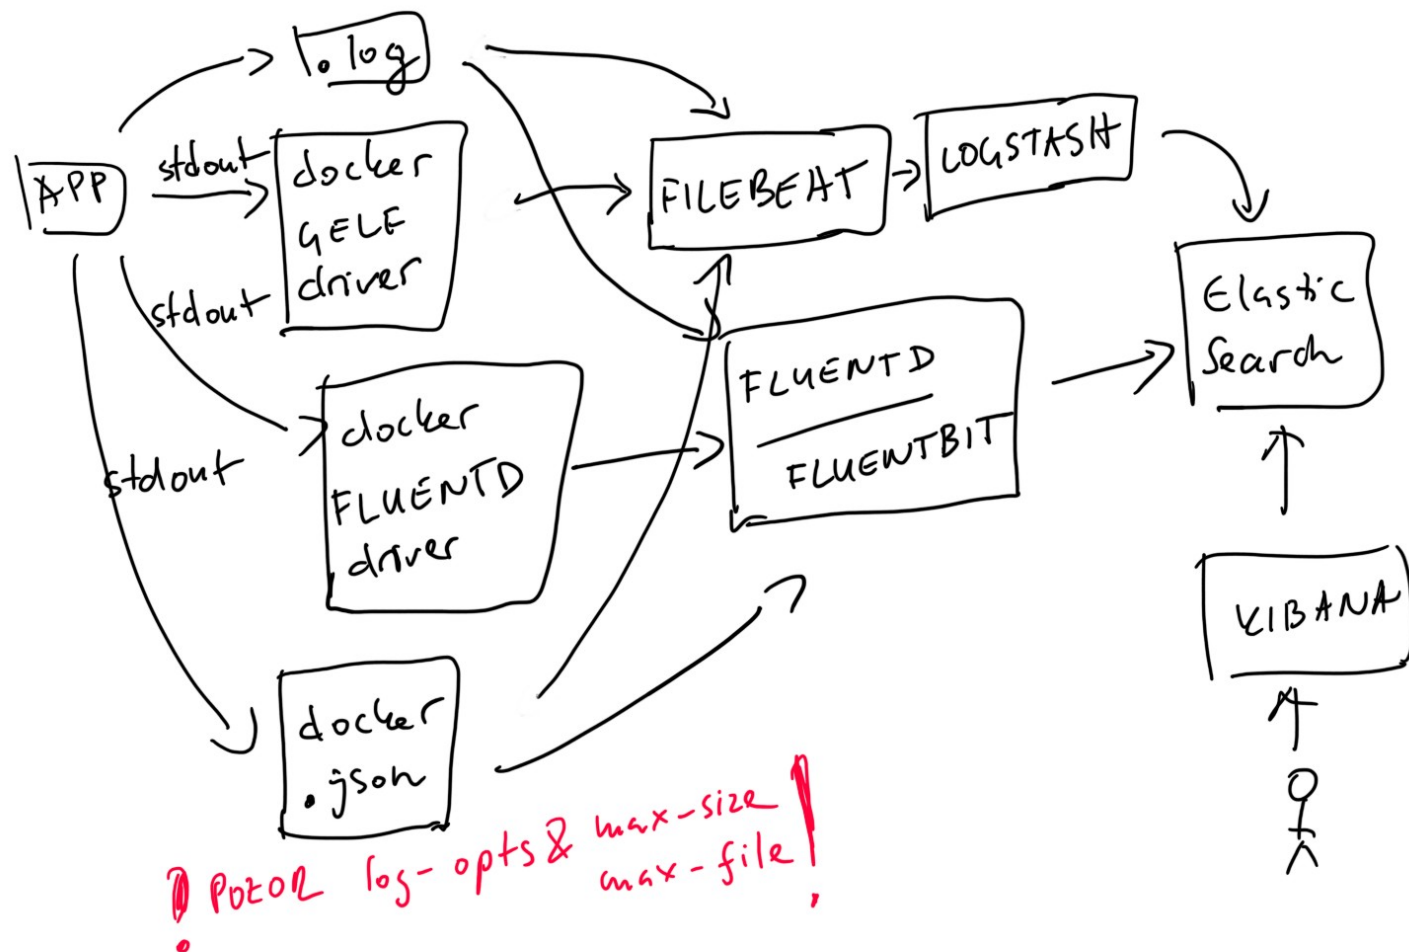 .log
APP
stdout
docker
GELF
driver
stdout
docker
FLUENTD
driver
stdout
docker
.json
FILEBEAT
LOGSTASH
FLUENTD
FLUENTBIT
Elastic
Search
KIBANA
! POZOR log-opts & max-size !
max-file